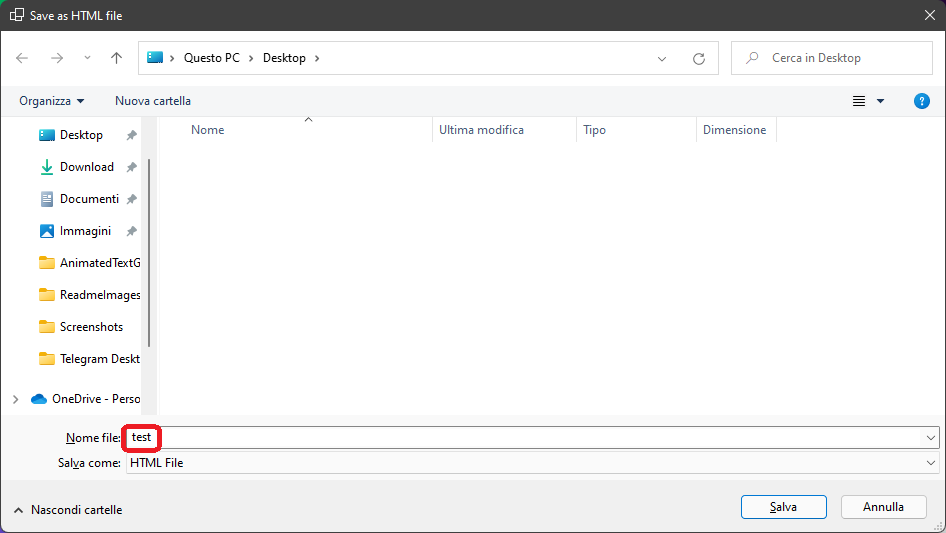 Save as HTML file
Questo PC > Desktop >
Cerca in Desktop
Organizza
Nuova cartella
?
Nome
Ultima modifica
Tipo
Dimensione
Desktop
Download
Documenti
Immagini
AnimatedTextG
ReadmeImages
Screenshots
Telegram Deskt
OneDrive - Perso
Nome file: test
Salva come: HTML File
Nascondi cartelle
Salva
Annulla